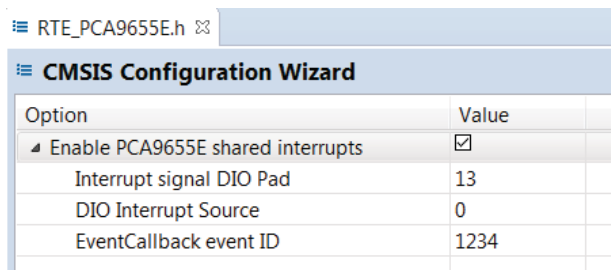 RTE_PCA9655E.h
CMSIS Configuration Wizard
Option Value
Enable PCA9655E shared interrupts
Interrupt signal DIO Pad 13
DIO Interrupt Source 0
EventCallback event ID 1234